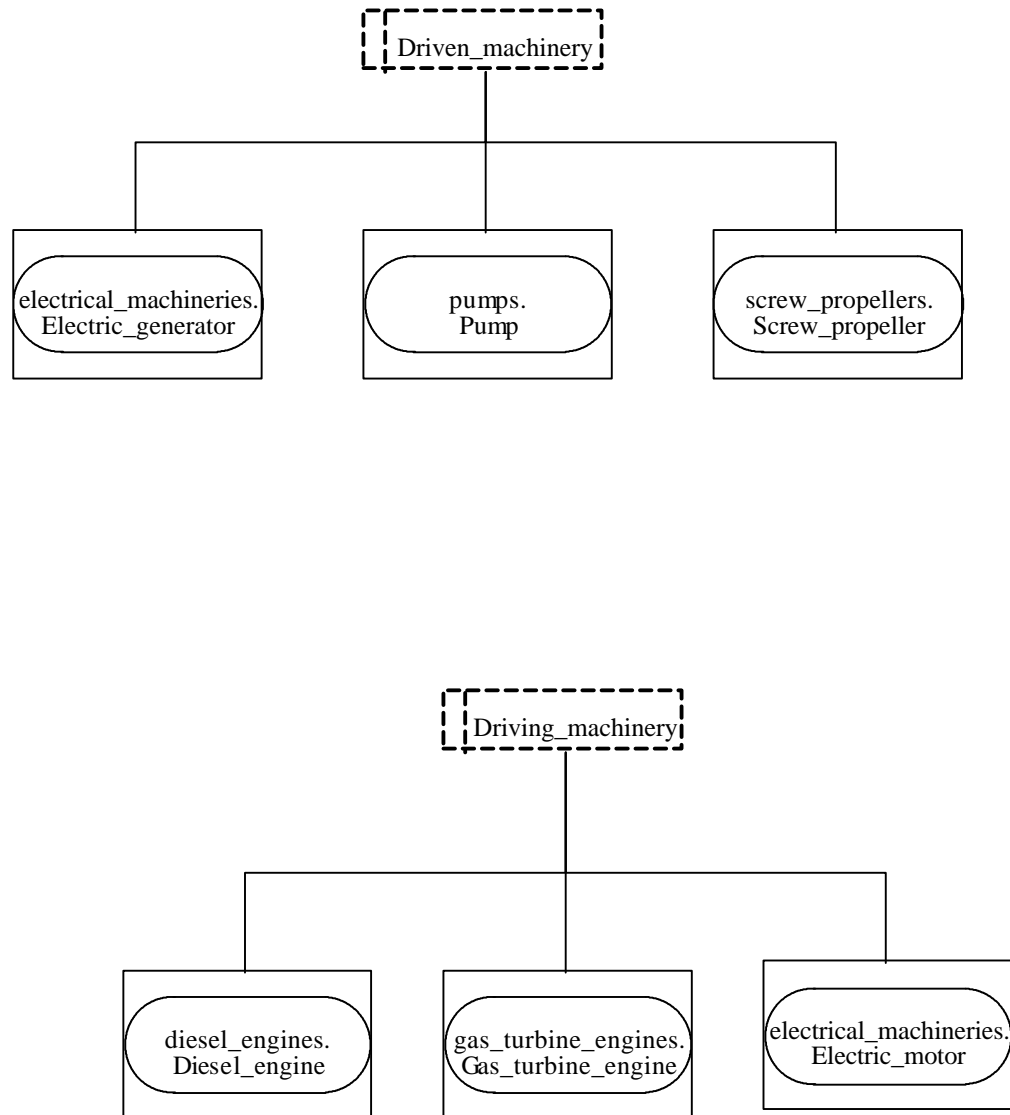 Driven_machinery
electrical_machineries.
Electric_generator
pumps.
Pump
screw_propellers.
Screw_propeller
Driving_machinery
diesel_engines.
Diesel_engine
gas_turbine_engines.
Gas_turbine_engine
electrical_machineries.
Electric_motor